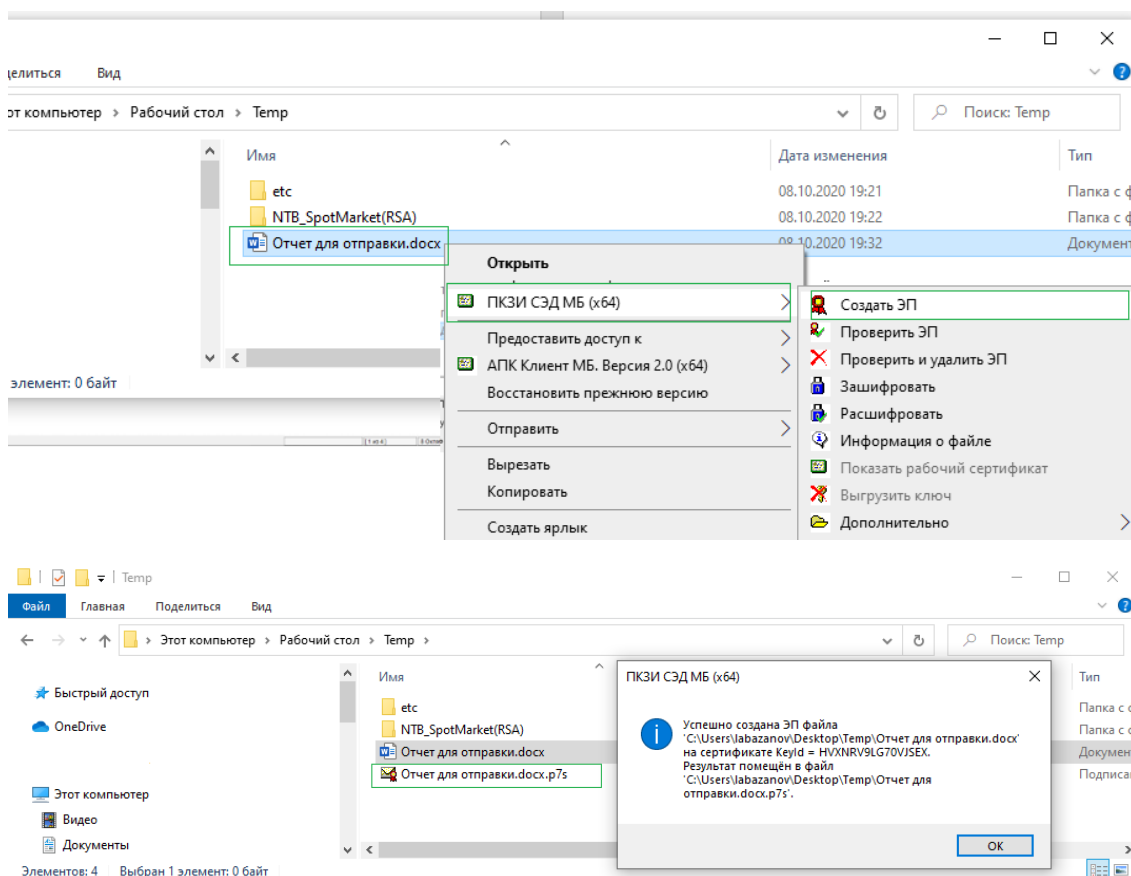 Вид
от компьютер › Рабочий стол › Temp
Поиск: Temp
Имя
Дата изменения
Тип
etc
08.10.2020 19:21
Папка с ф
NTB_SpotMarket(RSA)
08.10.2020 19:22
Папка с ф
Отчет для отправки.docx
08.10.2020 19:32
Документ
Открыть
ПКЗИ СЭД МБ (x64)
Создать ЭП
Предоставить доступ к
Проверить ЭП
АПК Клиент МБ. Версия 2.0 (x64)
Проверить и удалить ЭП
Восстановить прежнюю версию
Зашифровать
элемент: 0 байт
Расшифровать
Отправить
Информация о файле
Вырезать
Показать рабочий сертификат
Копировать
Выгрузить ключ
Создать ярлык
Дополнительно
Temp
Файл Главная Поделиться Вид
› Этот компьютер › Рабочий стол › Temp ›
Поиск: Temp
Имя
Тип
Быстрый доступ
OneDrive
Этот компьютер
Видео
Документы
etc
Папка с
NTB_SpotMarket(RSA)
Папка с
Отчет для отправки.docx
Докумен
Отчет для отправки.docx.p7s
Подписа
ПКЗИ СЭД МБ (x64)
Успешно создана ЭП файла
'C:\Users\labazanov\Desktop\Temp\Отчет для отправки.docx'
на сертификате KeyId = HVXNRV9LG70VJSEX.
Результат помещён в файл
'C:\Users\labazanov\Desktop\Temp\Отчет для
отправки.docx.p7s'.
OK
Элементов: 4 Выбран 1 элемент: 0 байт